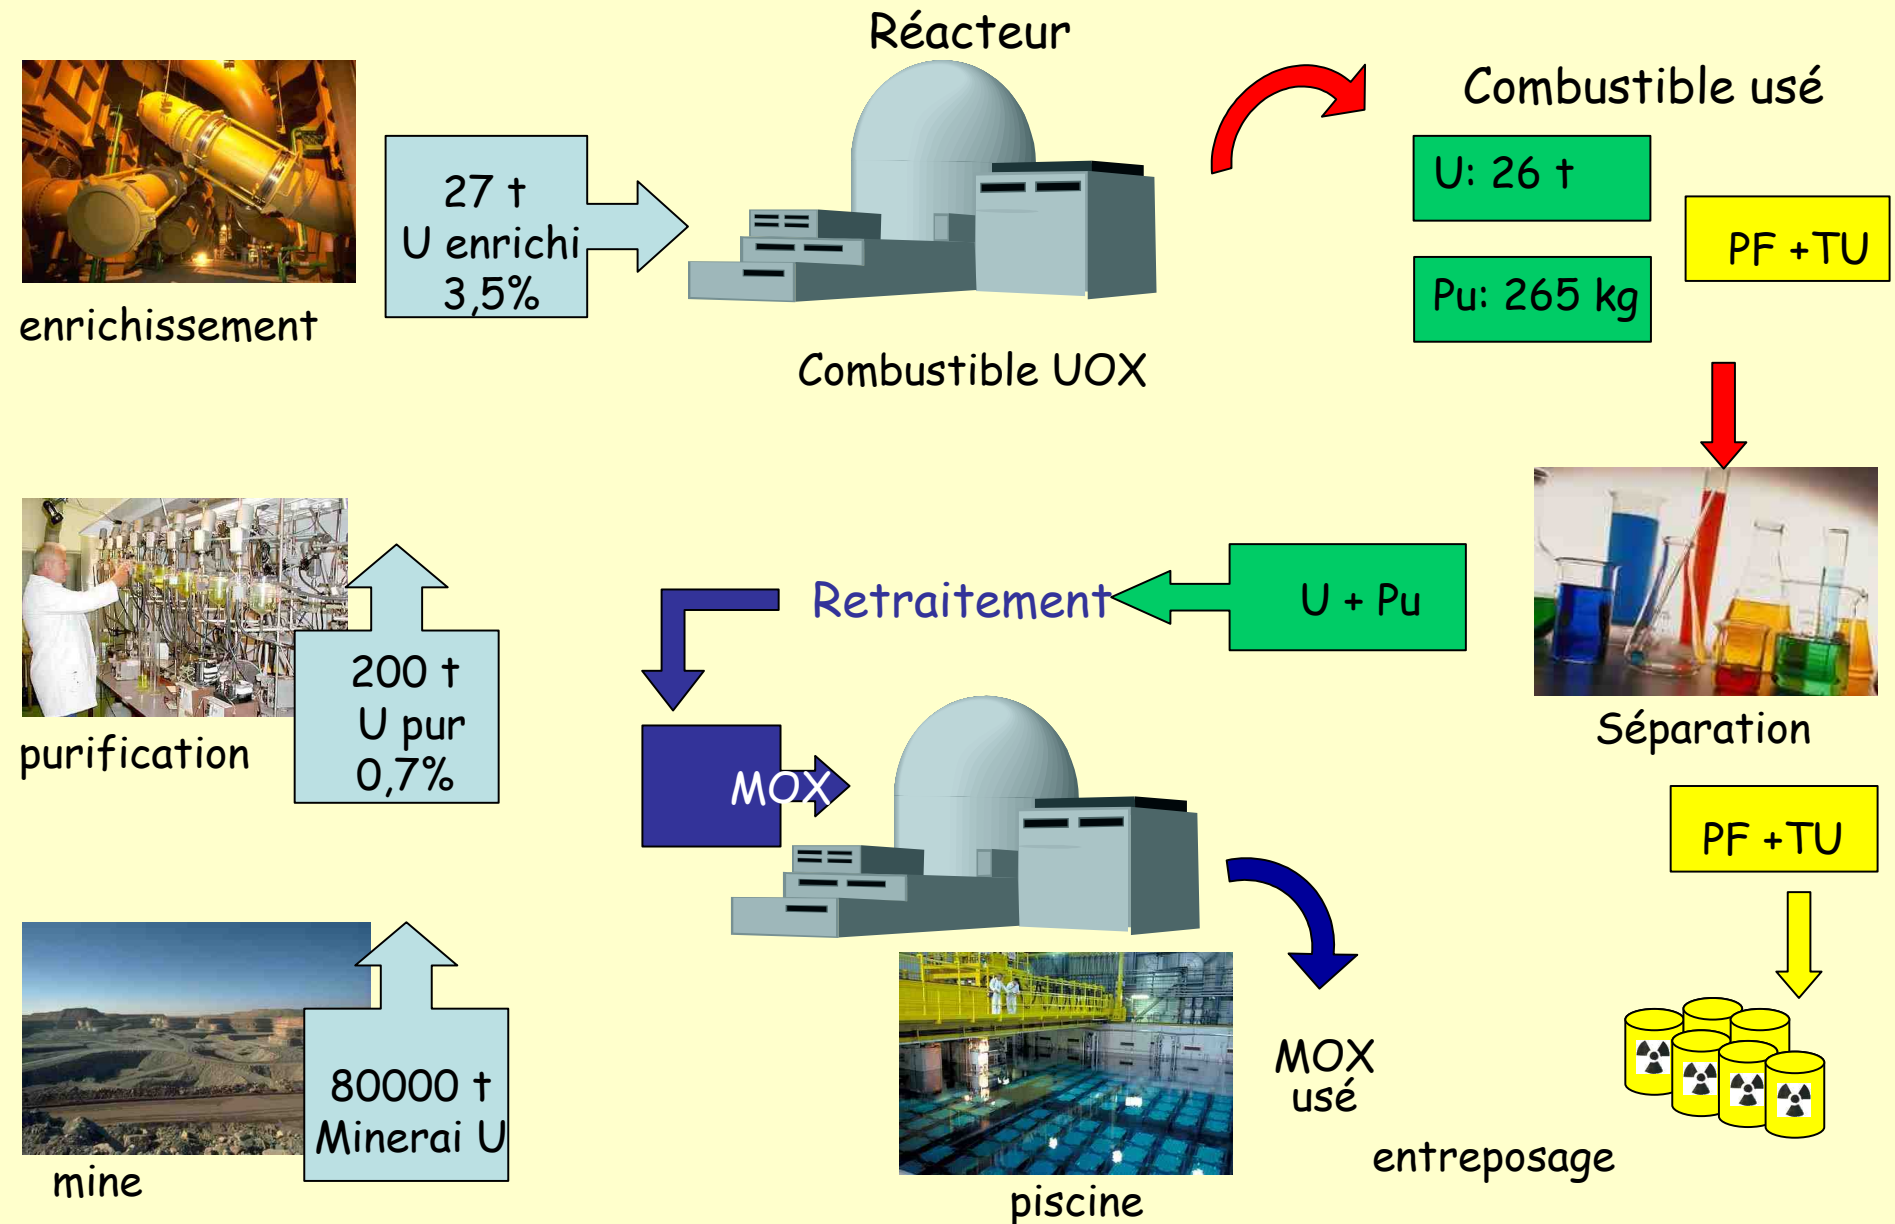 Réacteur
Combustible usé
27 t
U enrichi
3,5%
U: 26 t
PF +TU
Pu: 265 kg
enrichissement
Combustible UOX
Retraitement
U + Pu
200 t
U pur
0,7%
purification
MOX
Séparation
PF +TU
80000 t
Minerai U
mine
MOX
usé
entreposage
piscine